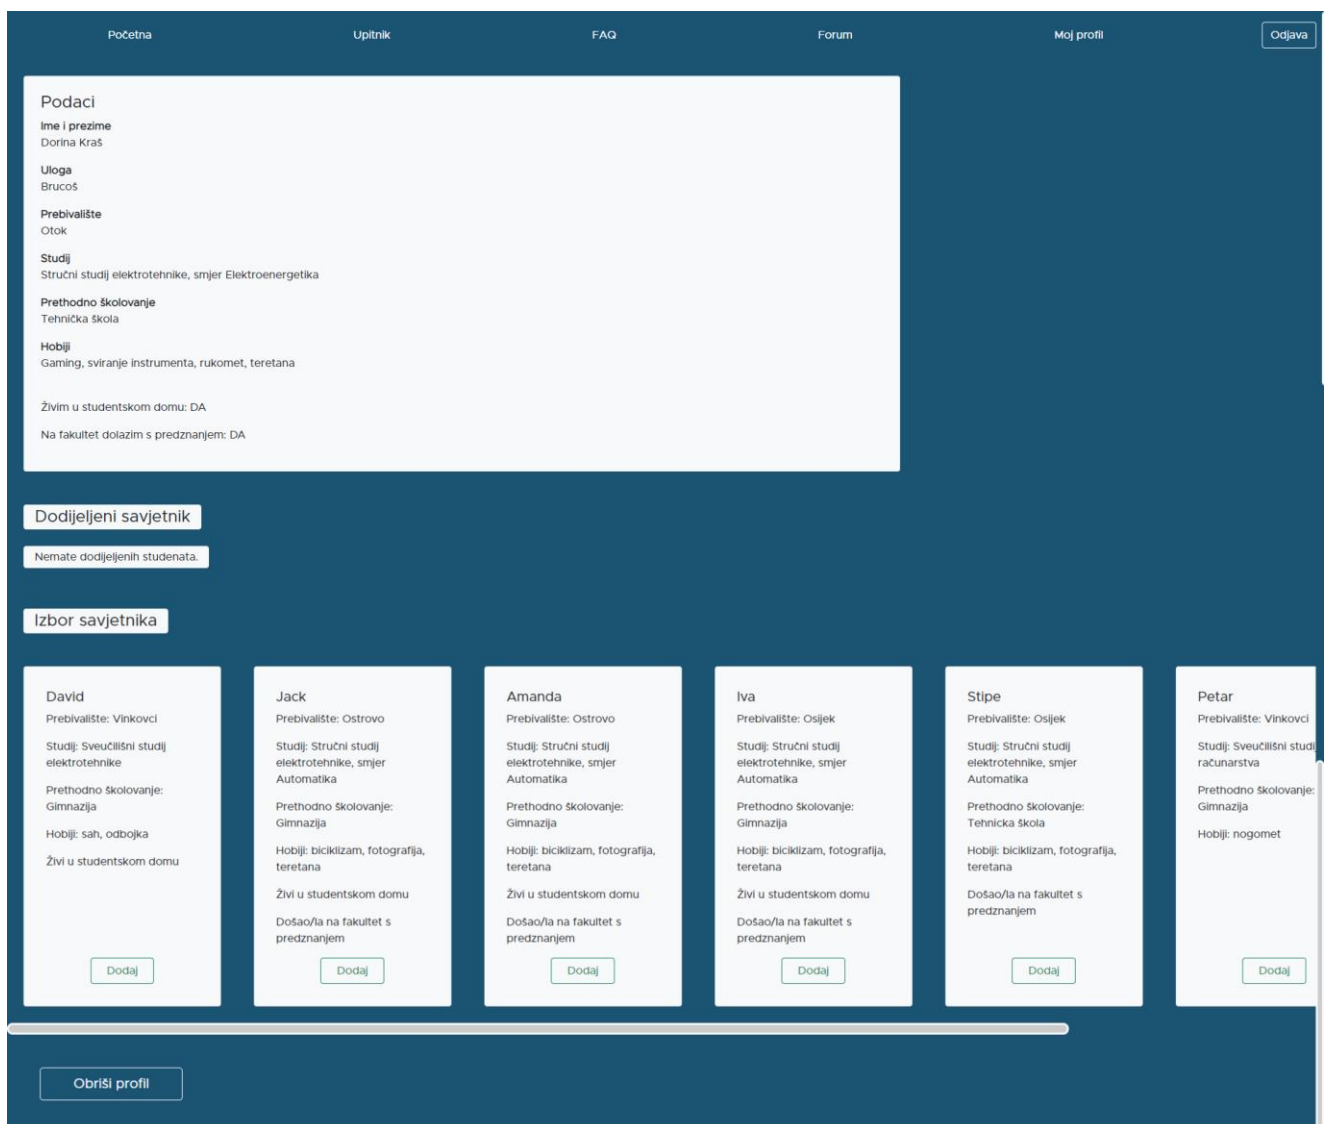 Početna
Upitnik
FAQ
Forum
Moj profil
Odjava
Podaci
Ime i prezime
Dorina Kraš
Uloga
Brucoš
Prebivalište
Otok
Studij
Stručni studij elektrotehnike, smjer Elektroenergetika
Prethodno školovanje
Tehnička škola
Hobiji
Gaming, sviranje instrumenta, rukomet, teretana
Živim u studentskom domu: DA
Na fakultet dolazim s predznanjem: DA
Dodijeljeni savjetnik
Nemate dodijeljenih studenata.
Izbor savjetnika
David
Prebivalište: Vinkovci
Studij: Sveučilišni studij
elektrotehnike
Prethodno školovanje:
Gimnazija
Hobiji: sah, odbojka
Živi u studentskom domu
Dodaj
Jack
Prebivalište: Ostrovo
Studij: Stručni studij
elektrotehnike, smjer
Automatika
Prethodno školovanje:
Gimnazija
Hobiji: biciklizam, fotografija,
teretana
Živi u studentskom domu
Došao/la na fakultet s
predznanjem
Dodaj
Amanda
Prebivalište: Ostrovo
Studij: Stručni studij
elektrotehnike, smjer
Automatika
Prethodno školovanje:
Gimnazija
Hobiji: biciklizam, fotografija,
teretana
Živi u studentskom domu
Došao/la na fakultet s
predznanjem
Dodaj
Iva
Prebivalište: Osijek
Studij: Stručni studij
elektrotehnike, smjer
Automatika
Prethodno školovanje:
Gimnazija
Hobiji: biciklizam, fotografija,
teretana
Živi u studentskom domu
Došao/la na fakultet s
predznanjem
Dodaj
Stipe
Prebivalište: Osijek
Studij: Stručni studij
elektrotehnike, smjer
Automatika
Prethodno školovanje:
Tehnicka škola
Hobiji: biciklizam, fotografija,
teretana
Došao/la na fakultet s
predznanjem
Dodaj
Petar
Prebivalište: Vinkovci
Studij: Sveučilišni studij
računarstva
Prethodno školovanje:
Gimnazija
Hobiji: nogomet
Dodaj
Obriši profil